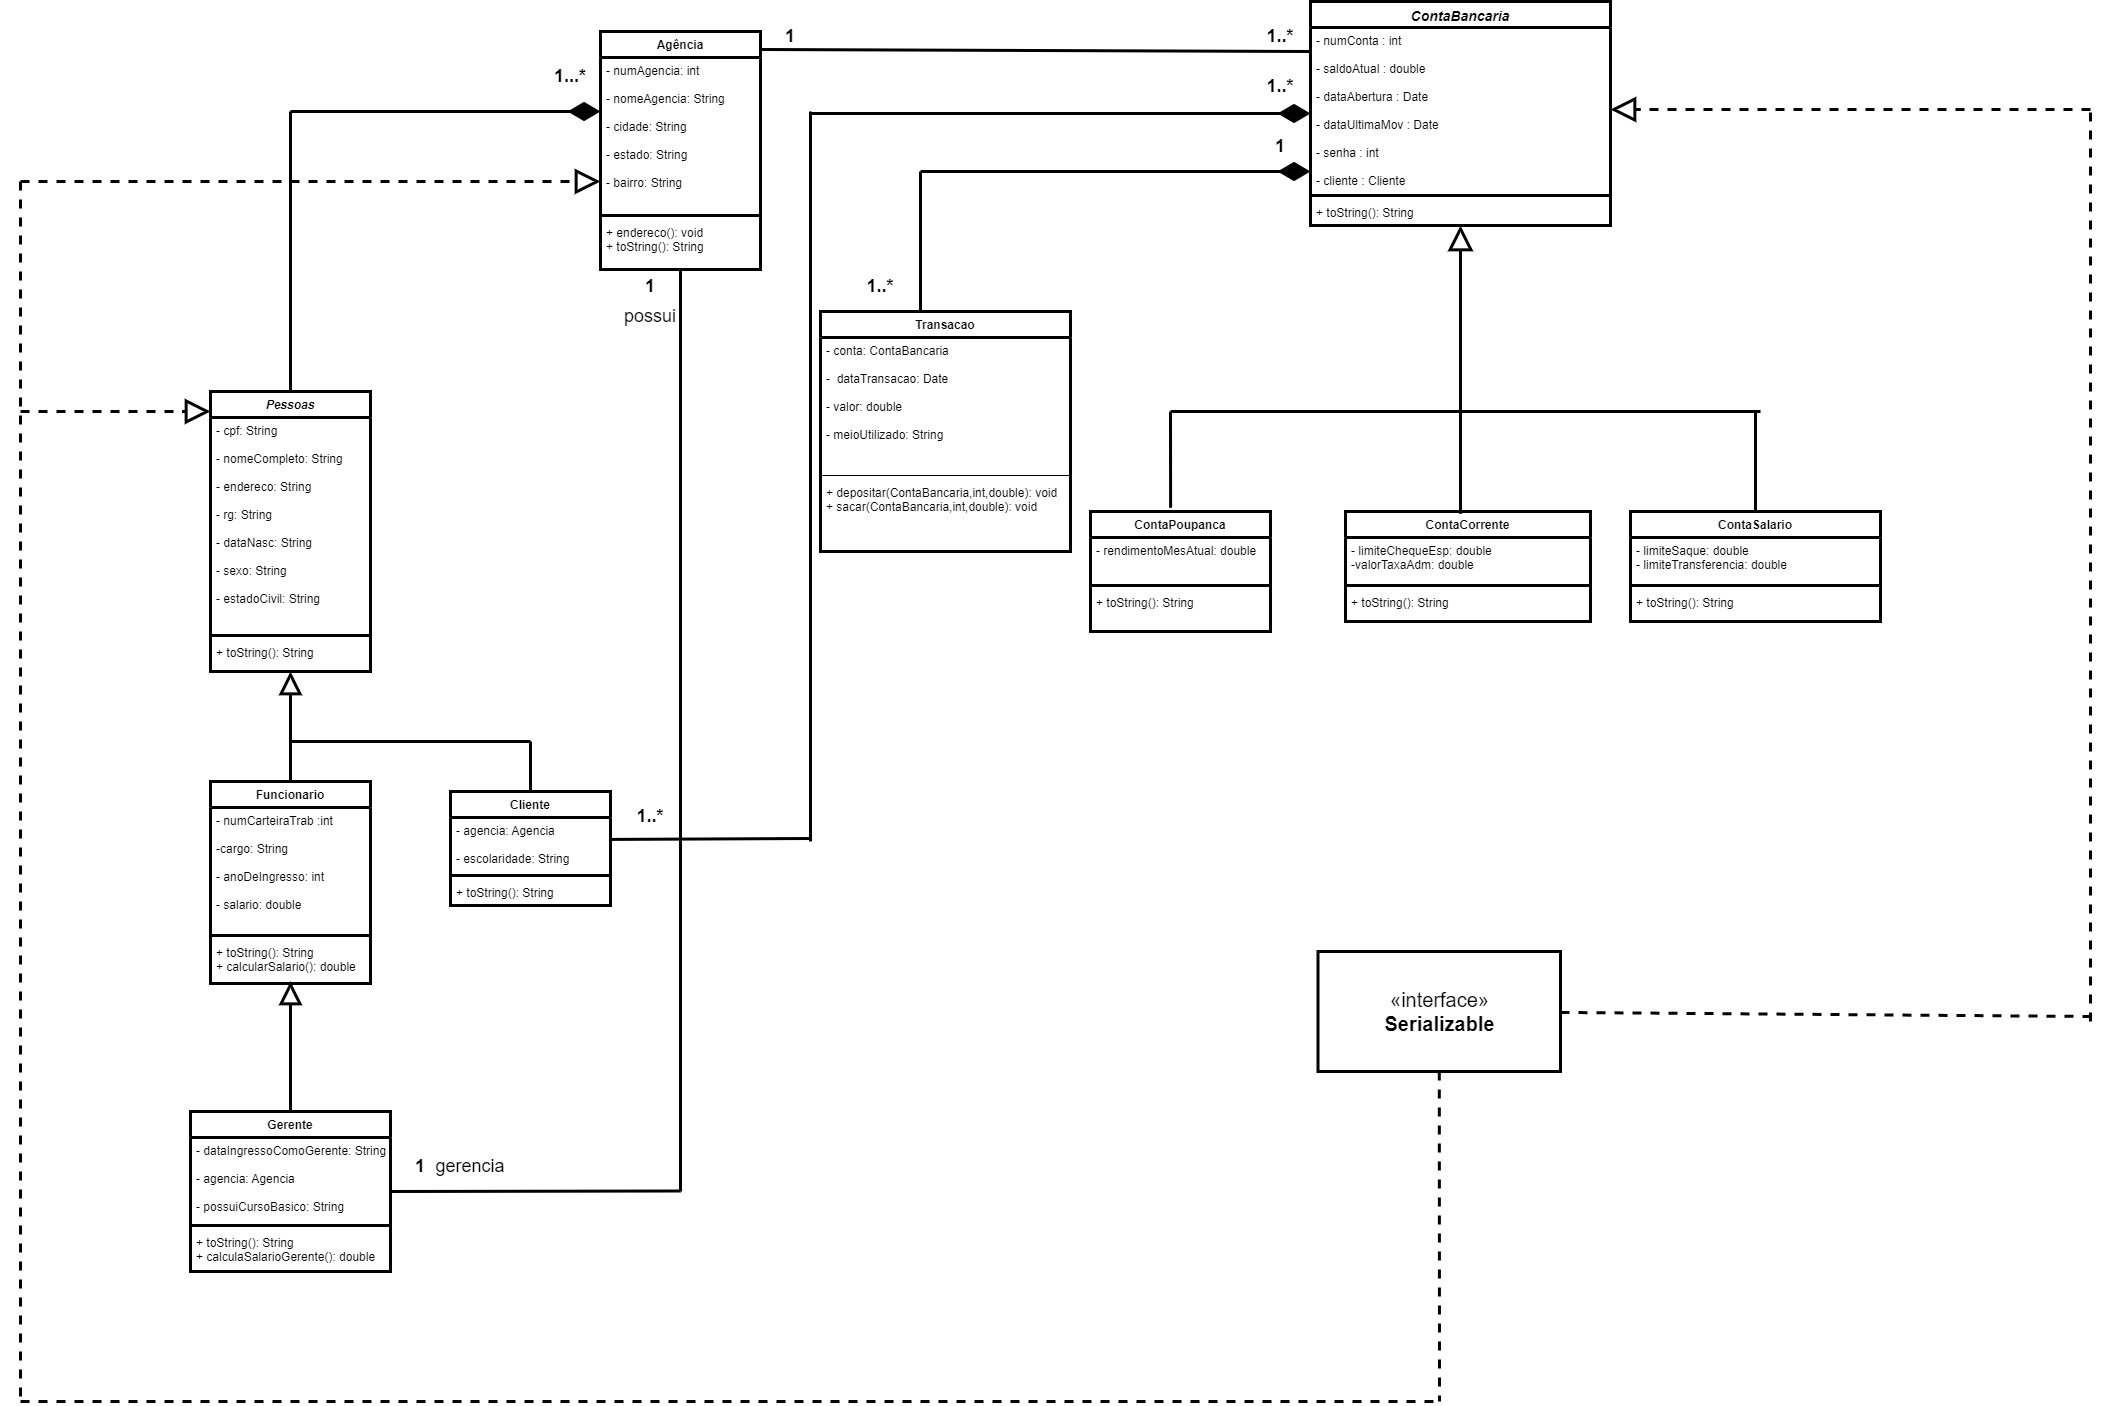 ContaBancaria
- numConta : int
- saldoAtual : double
- dataAbertura : Date
- dataUltimaMov : Date
- senha : int
- cliente : Cliente
+ toString(): String
1
1..*
1..*
1
Agência
- numAgencia: int
- nomeAgencia: String
- cidade: String
- estado: String
- bairro: String
+ endereco(): void
+ toString(): String
1...*
1
possui
1..*
Transacao
- conta: ContaBancaria
-  dataTransacao: Date
- valor: double
- meioUtilizado: String
+ depositar(ContaBancaria,int,double): void
+ sacar(ContaBancaria,int,double): void
Pessoas
- cpf: String
- nomeCompleto: String
- endereco: String
- rg: String
- dataNasc: String
- sexo: String
- estadoCivil: String
+ toString(): String
ContaPoupanca
- rendimentoMesAtual: double
+ toString(): String
ContaCorrente
- limiteChequeEsp: double
-valorTaxaAdm: double
+ toString(): String
ContaSalario
- limiteSaque: double
- limiteTransferencia: double
+ toString(): String
Funcionario
- numCarteiraTrab :int
-cargo: String
- anoDeIngresso: int
- salario: double
+ toString(): String
+ calcularSalario(): double
Cliente
- agencia: Agencia
- escolaridade: String
+ toString(): String
1..*
«interface»
Serializable
Gerente
- dataIngressoComoGerente: String
- agencia: Agencia
- possuiCursoBasico: String
+ toString(): String
+ calculaSalarioGerente(): double
1 gerencia